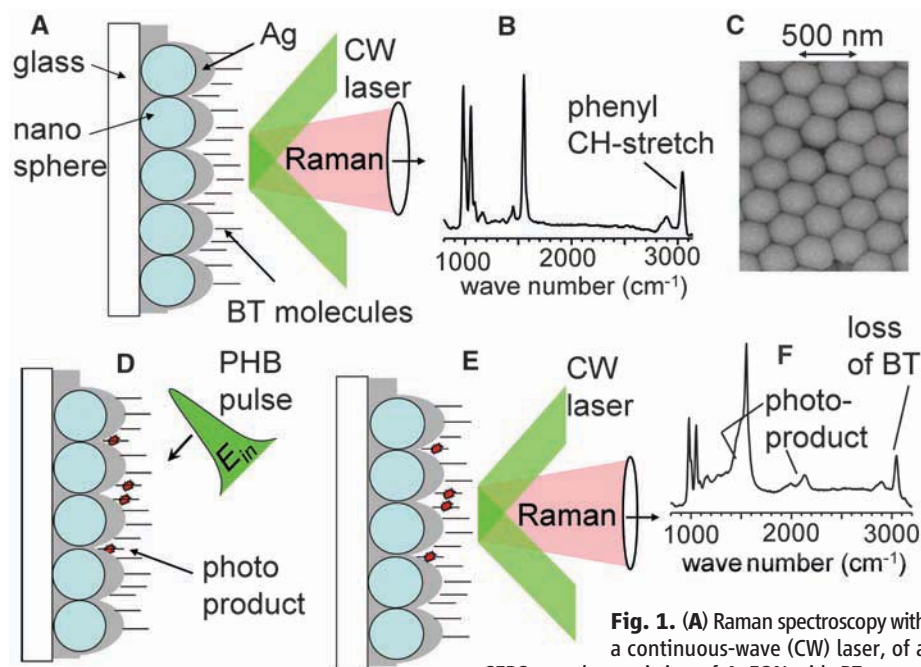 A
glass
nano
sphere
Ag
CW
laser
Raman
BT molecules
B
phenyl
CH-stretch
1000 2000 3000
wave number (cm⁻¹)
C
500 nm
D
PHB
pulse
E_in
photo
product
E
CW
laser
Raman
F
loss
of BT
photo-
product
1000 2000 3000
wave number (cm⁻¹)
Fig. 1. (A) Raman spectroscopy with
a continuous-wave (CW) laser, of a